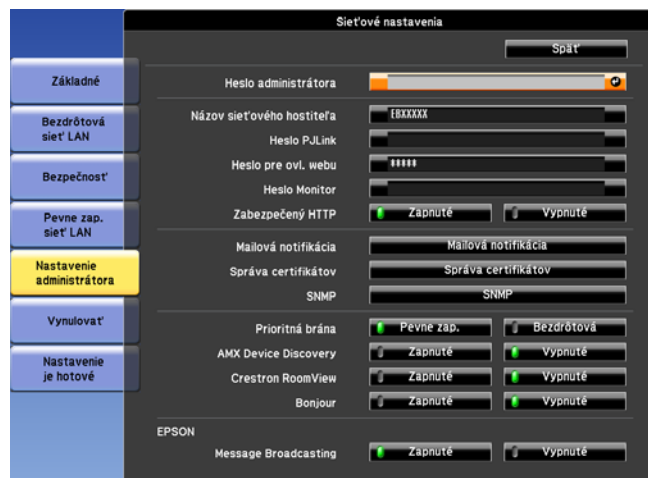 Sieťové nastavenia
Späť
Základné
Bezdrôtová
sieť LAN
Bezpečnosť
Pevne zap.
sieť LAN
Nastavenie
administrátora
Vynulovať
Nastavenie
je hotové
Heslo administrátora
Názov sieťového hostiteľa EBXXXXX
Heslo PJLink
Heslo pre ovl. webu *****
Heslo Monitor
Zabezpečený HTTP Zapnuté Vypnuté
Mailová notifikácia Mailová notifikácia
Správa certifikátov Správa certifikátov
SNMP SNMP
Prioritná brána Pevne zap. Bezdrôtová
AMX Device Discovery Zapnuté Vypnuté
Crestron RoomView Zapnuté Vypnuté
Bonjour Zapnuté Vypnuté
EPSON
Message Broadcasting Zapnuté Vypnuté